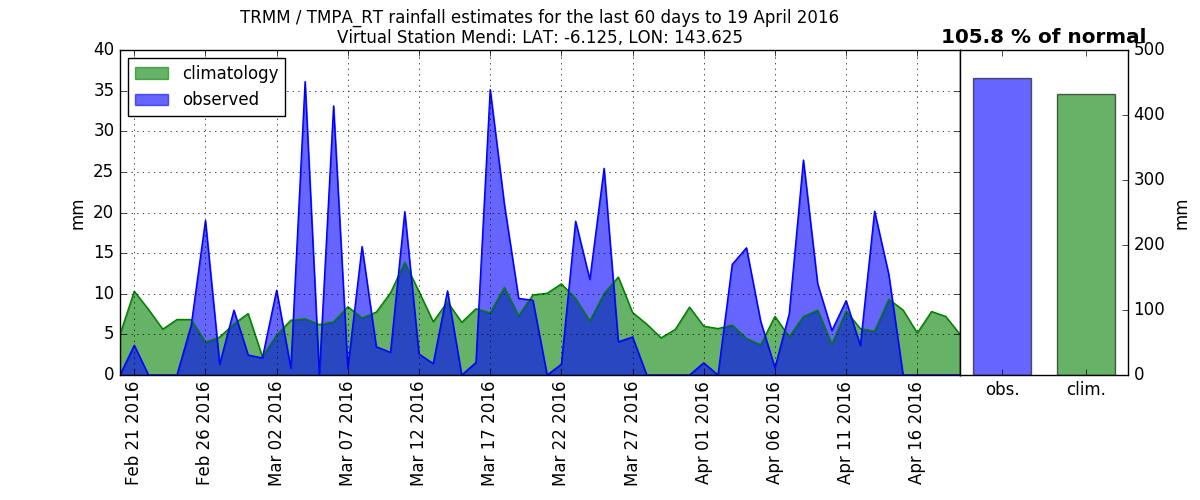 TRMM / TMPA_RT rainfall estimates for the last 60 days to 19 April 2016
Virtual Station Mendi: LAT: -6.125, LON: 143.625
105.8 % of normal
climatology
observed
40
35
30
25
20
15
10
5
0
mm
500
400
300
200
100
0
mm
Feb 21 2016
Feb 26 2016
Mar 02 2016
Mar 07 2016
Mar 12 2016
Mar 17 2016
Mar 22 2016
Mar 27 2016
Apr 01 2016
Apr 06 2016
Apr 11 2016
Apr 16 2016
obs.
clim.